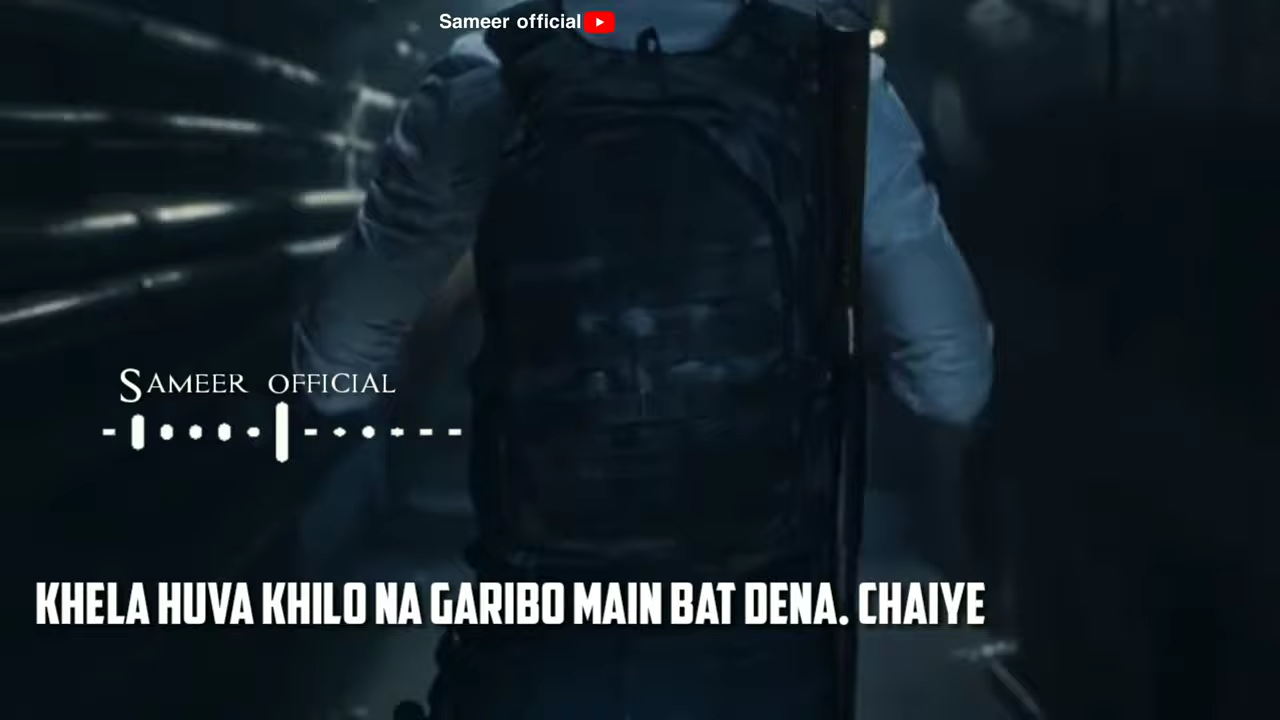 Sameer official
SAMEER OFFICIAL
KHELA HUVA KHILO NA GARIBO MAIN BAT DENA. CHAIYE